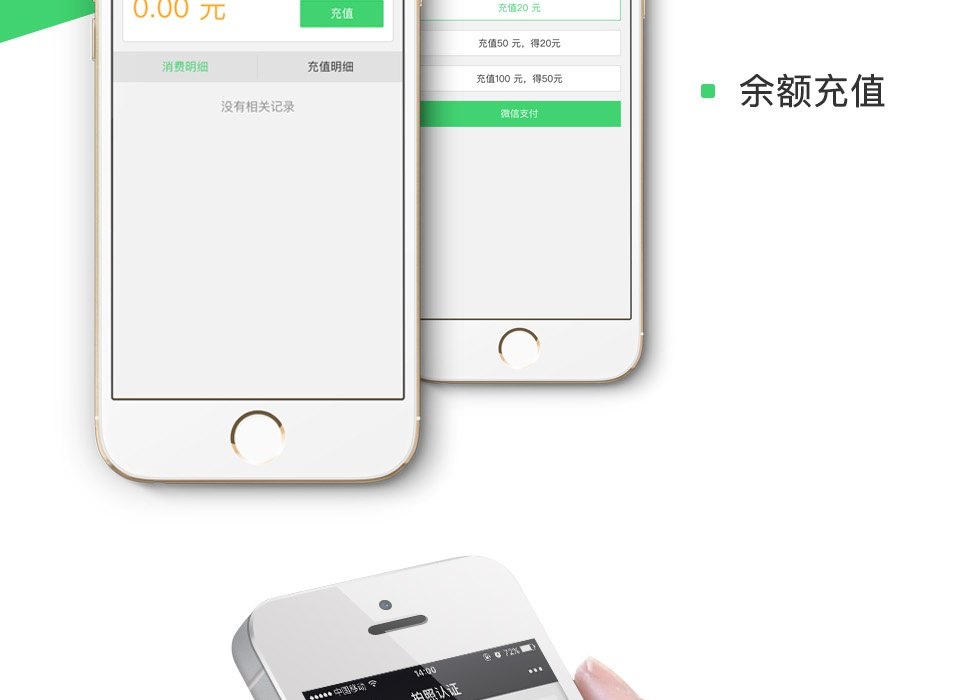 0.00 元
充值
消费明细
充值明细
没有相关记录
充值20 元
充值50 元，得20元
充值100 元，得50元
微信支付
余额充值
中国移动
14:00
72%
拍照认证